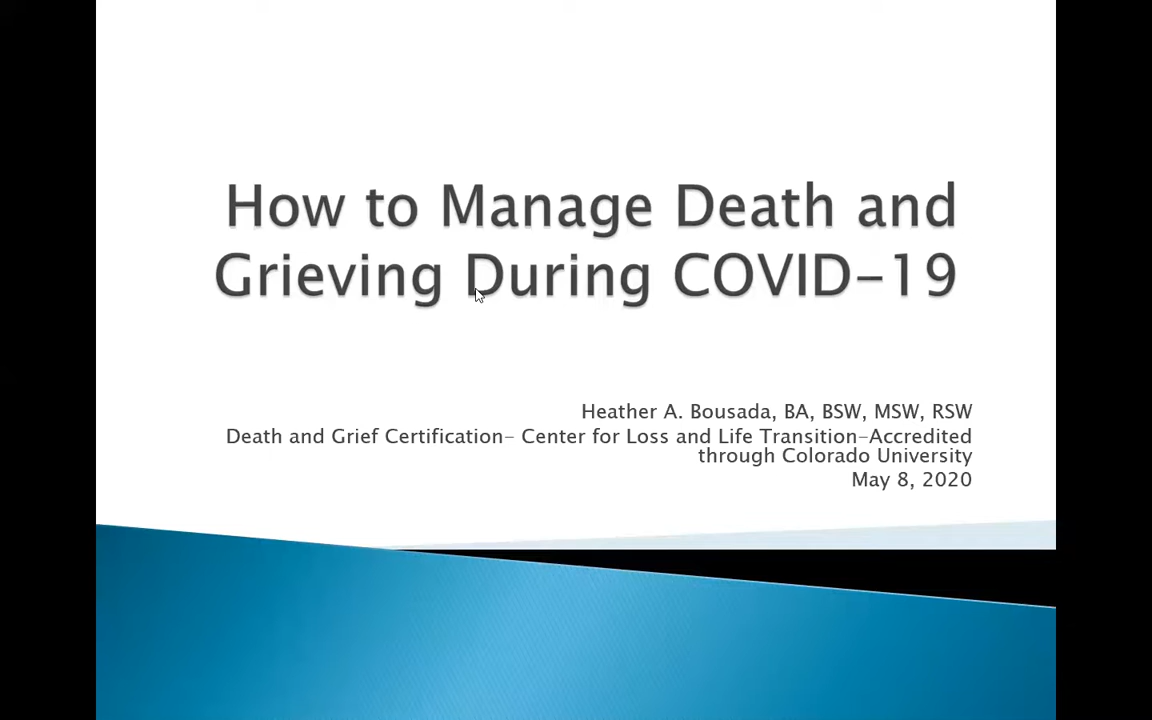 How to Manage Death and
Grieving During COVID-19
Heather A. Bousada, BA, BSW, MSW, RSW
Death and Grief Certification- Center for Loss and Life Transition-Accredited
through Colorado University
May 8, 2020